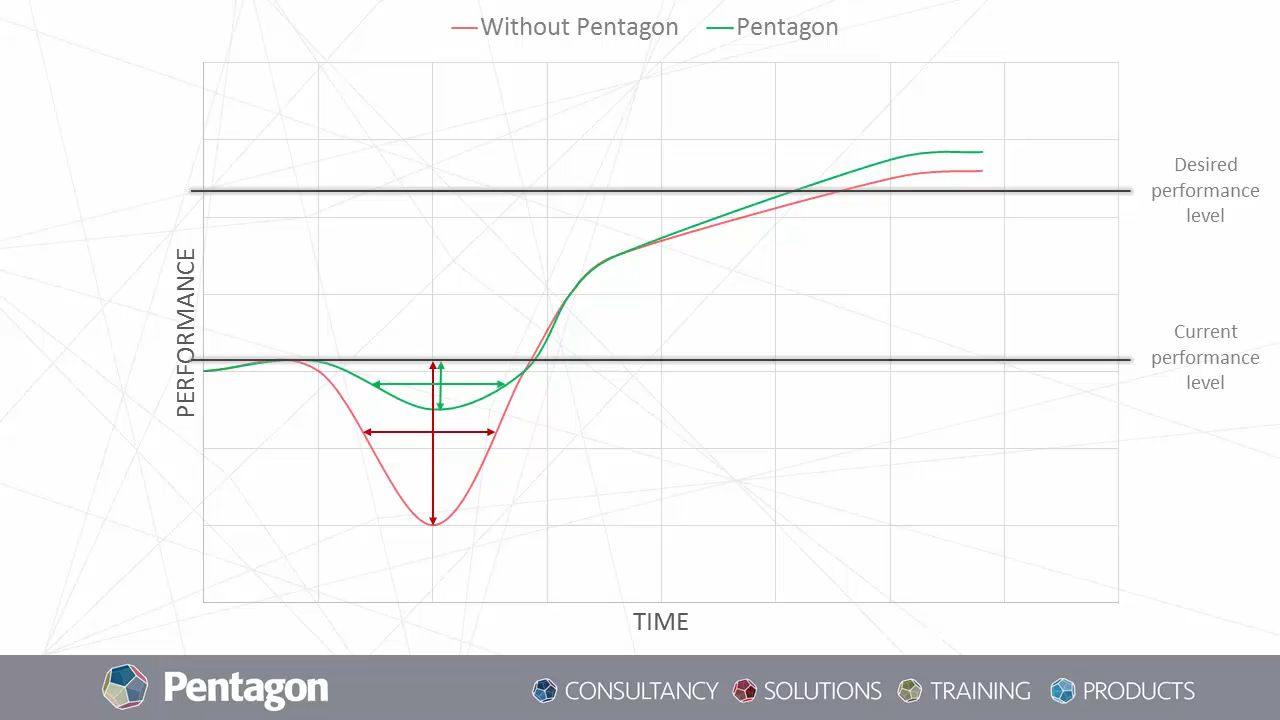 Without Pentagon
Pentagon
Desired
performance
level
PERFORMANCE
Current
performance
level
TIME
Pentagon
CONSULTANCY
SOLUTIONS
TRAINING
PRODUCTS